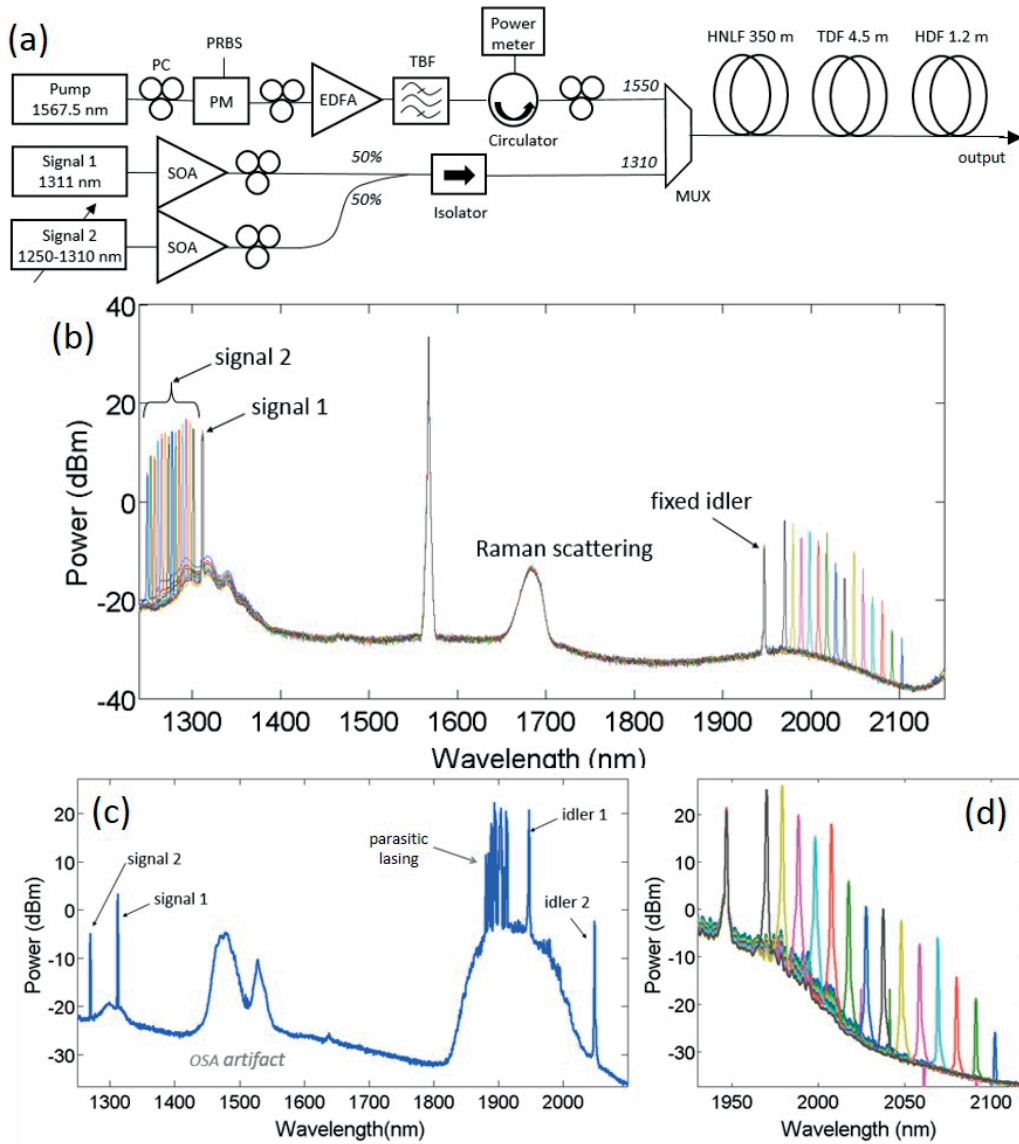 (a)
PRBS
PC
TBF
Power
meter
HNLF 350 m
TDF 4.5 m
HDF 1.2 m
Pump
1567.5 nm
PM
EDFA
Circulator
1550
Signal 1
1311 nm
SOA
50%
1310
output
50%
Isolator
MUX
Signal 2
1250-1310 nm
SOA
(b)
40
20
0
-20
-40
Power (dBm)
signal 2
signal 1
fixed idler
Raman scattering
1300 1400 1500 1600 1700 1800 1900 2000 2100
Wavelength (nm)
(c)
20
10
0
-10
-20
-30
Power (dBm)
signal 2
signal 1
parasitic
lasing
idler 1
idler 2
OSA artifact
1300 1400 1500 1600 1700 1800 1900 2000
Wavelength(nm)
(d)
20
10
0
-10
-20
-30
Power (dBm)
1950 2000 2050 2100
Wavelength (nm)